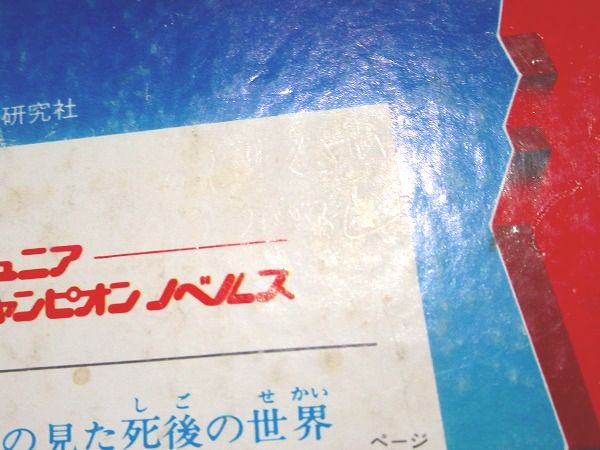 研究社
ュニア
ャンピオンノベルス
しご せかい
の見た死後の世界
ページ